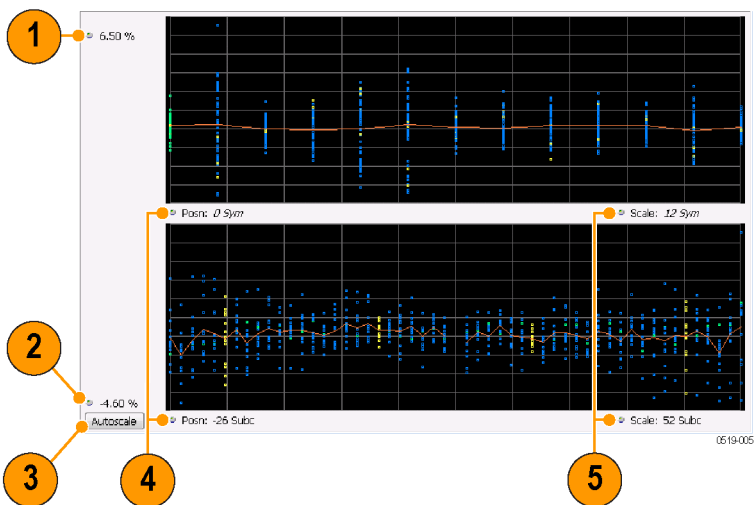 1
6.50 %
Posn: 0 Sym
Scale: 12 Sym
2
-4.60 %
Autoscale
Posn: -26 Subc
Scale: 52 Subc
0519-005
3
4
5